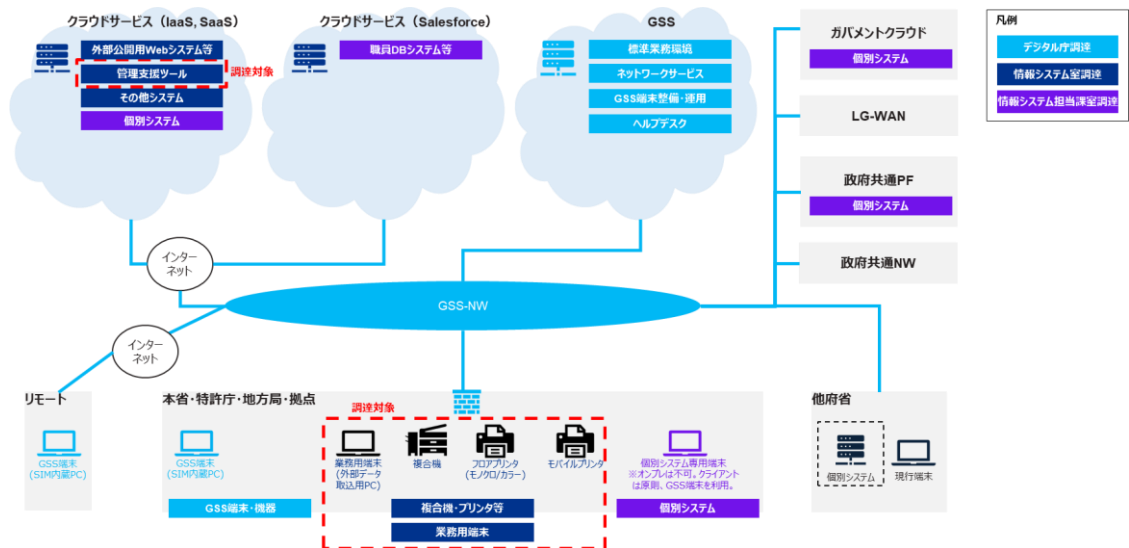 クラウドサービス（IaaS, SaaS）
外部公開用Webシステム等
管理支援ツール
調達対象
その他システム
個別システム
クラウドサービス（Salesforce）
職員DBシステム等
GSS
標準業務環境
ネットワークサービス
GSS端末整備・運用
ヘルプデスク
ガバメントクラウド
個別システム
LG-WAN
政府共通PF
個別システム
政府共通NW
凡例
デジタル庁調達
情報システム室調達
情報システム担当課室調達
インター
ネット
GSS-NW
インター
ネット
リモート
GSS端末
(SIM内蔵PC)
本省・特許庁・地方局・拠点
GSS端末
(SIM内蔵PC)
GSS端末・機器
調達対象
業務用端末
(外部データ
取込用PC)
複合機
フロアプリンタ
(モノクロ/カラー)
モバイルプリンタ
複合機・プリンタ等
業務用端末
個別システム専用端末
※オンプレは不可。クライアント
は原則、GSS端末を利用。
個別システム
他府省
個別システム
現行端末